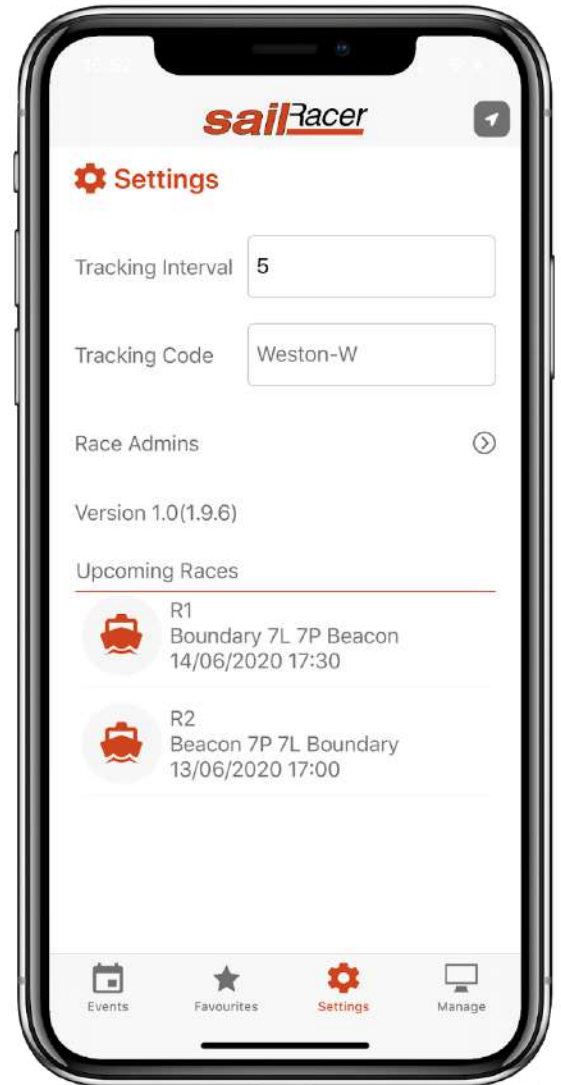 sailRacer
Settings
Tracking Interval 5
Tracking Code Weston-W
Race Admins
Version 1.0(1.9.6)
Upcoming Races
R1
Boundary 7L 7P Beacon
14/06/2020 17:30
R2
Beacon 7P 7L Boundary
13/06/2020 17:00
Events Favourites Settings Manage